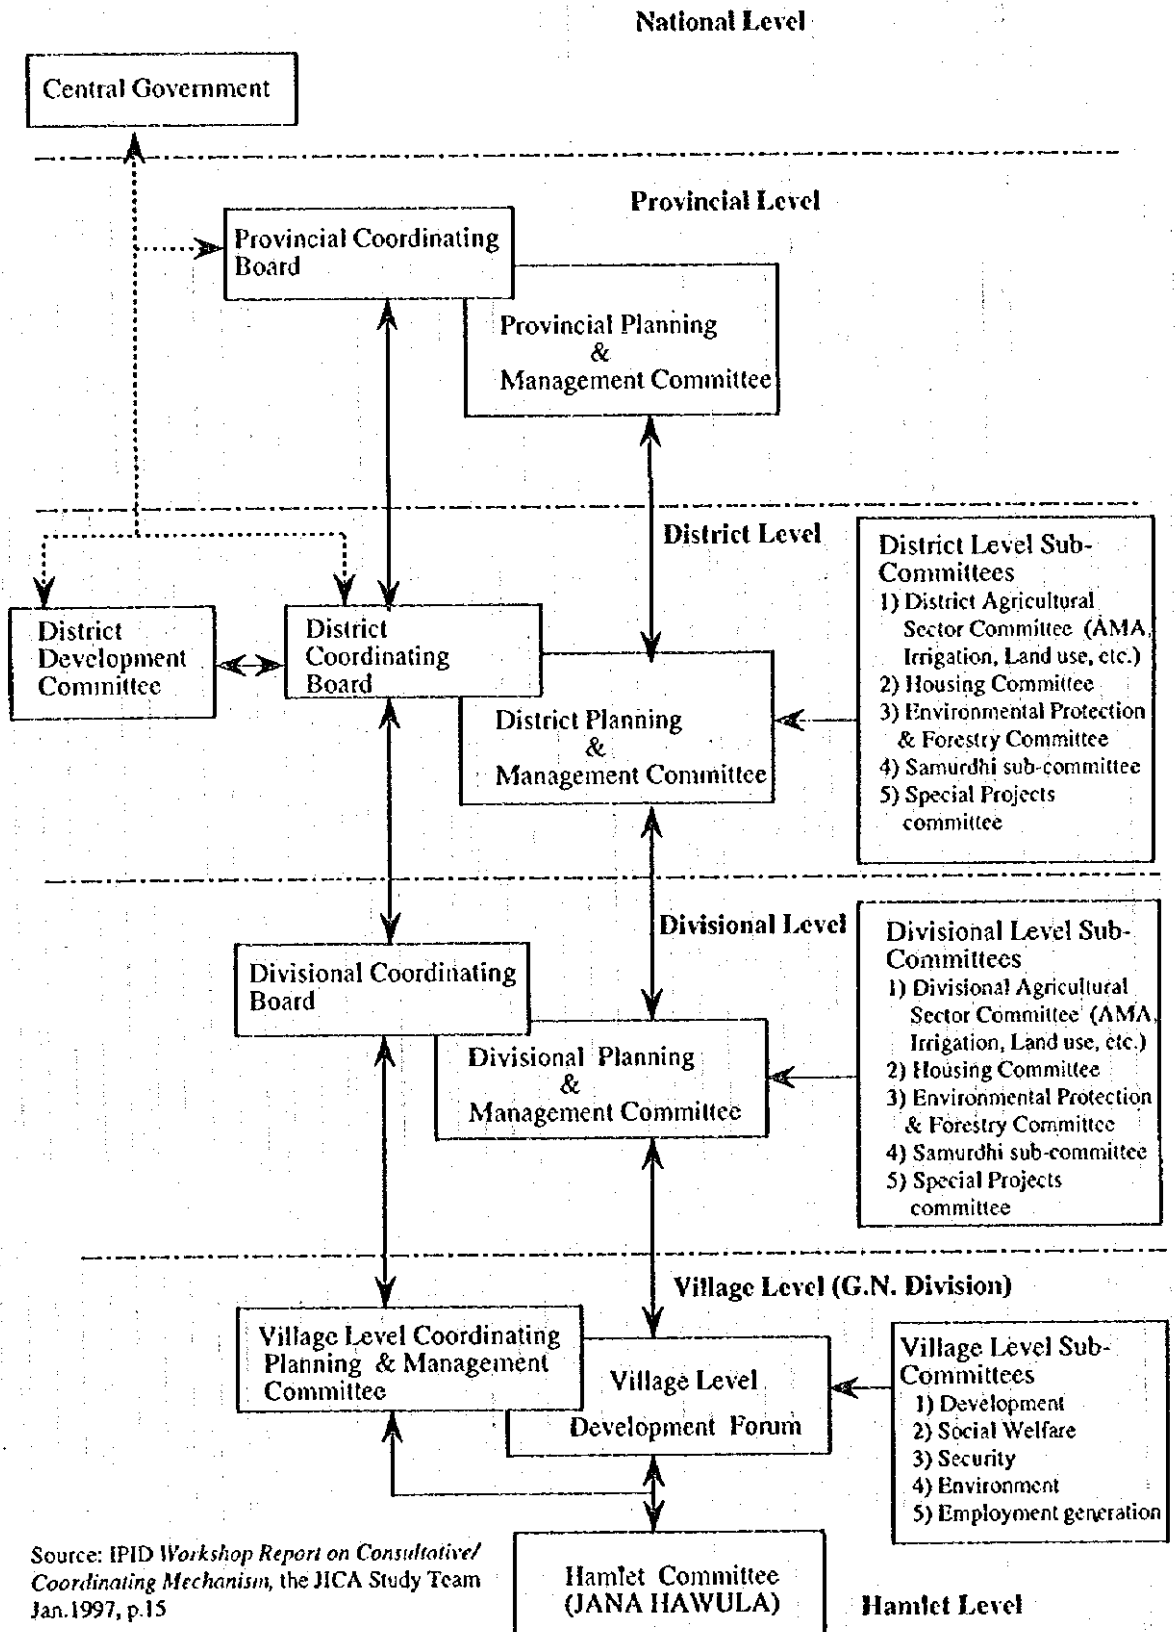 National Level
Central Government
Provincial Level
Provincial Coordinating
Board
Provincial Planning
&
Management Committee
District Level
District
Development
Committee
District
Coordinating
Board
District Planning
&
Management Committee
District Level Sub-
Committees
1) District Agricultural
Sector Committee (AMA,
Irrigation, Land use, etc.)
2) Housing Committee
3) Environmental Protection
& Forestry Committee
4) Samurdhi sub-committee
5) Special Projects
committee
Divisional Level
Divisional Coordinating
Board
Divisional Planning
&
Management Committee
Divisional Level Sub-
Committees
1) Divisional Agricultural
Sector Committee (AMA,
Irrigation, Land use, etc.)
2) Housing Committee
3) Environmental Protection
& Forestry Committee
4) Samurdhi sub-committee
5) Special Projects
committee
Village Level (G.N. Division)
Village Level Coordinating
Planning & Management
Committee
Village Level
Development Forum
Village Level Sub-
Committees
1) Development
2) Social Welfare
3) Security
4) Environment
5) Employment generation
Source: IPID Workshop Report on Consultative/
Coordinating Mechanism, the JICA Study Team
Jan.1997, p.15
Hamlet Committee
(JANA HAWULA)
Hamlet Level